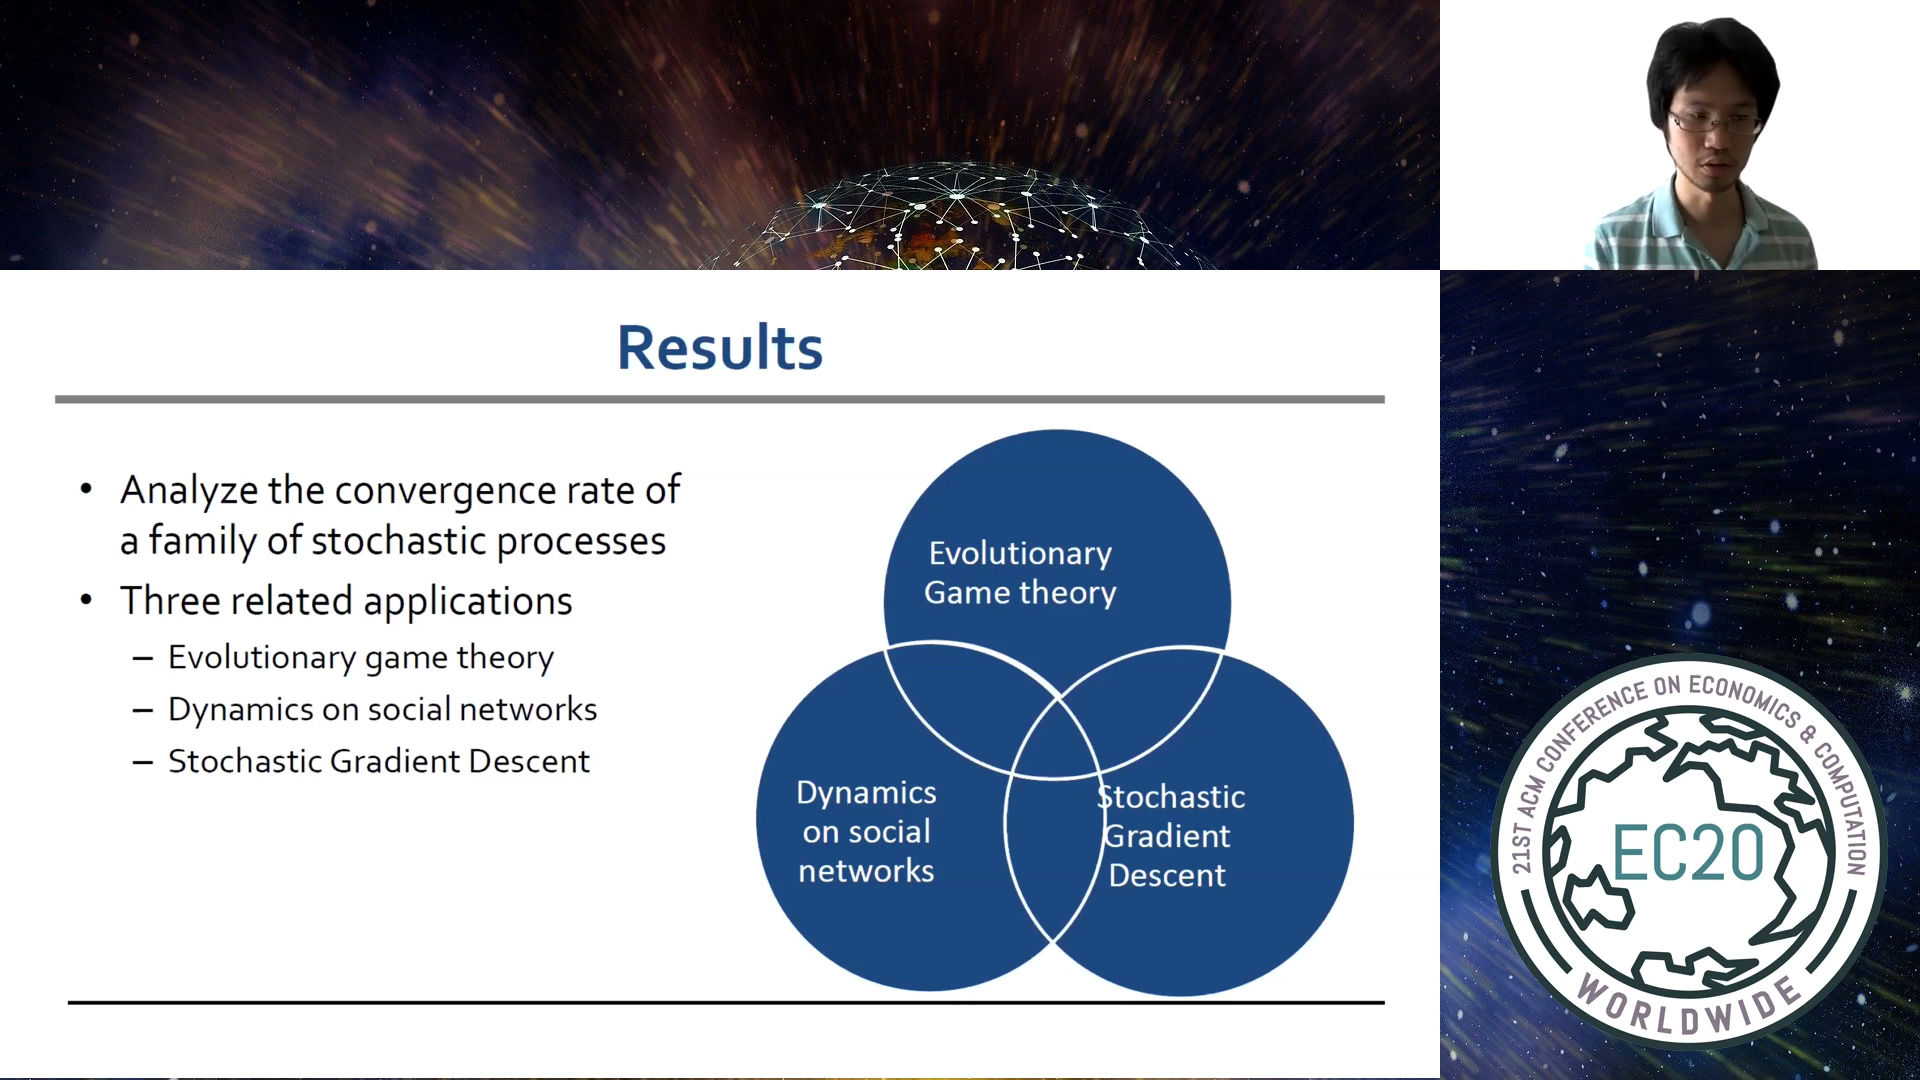 Results
• Analyze the convergence rate of
a family of stochastic processes
• Three related applications
– Evolutionary game theory
– Dynamics on social networks
– Stochastic Gradient Descent
Evolutionary
Game theory
Dynamics
on social
networks
Stochastic
Gradient
Descent
21ST ACM CONFERENCE ON ECONOMICS & COMPUTATION
EC20
WORLDWIDE